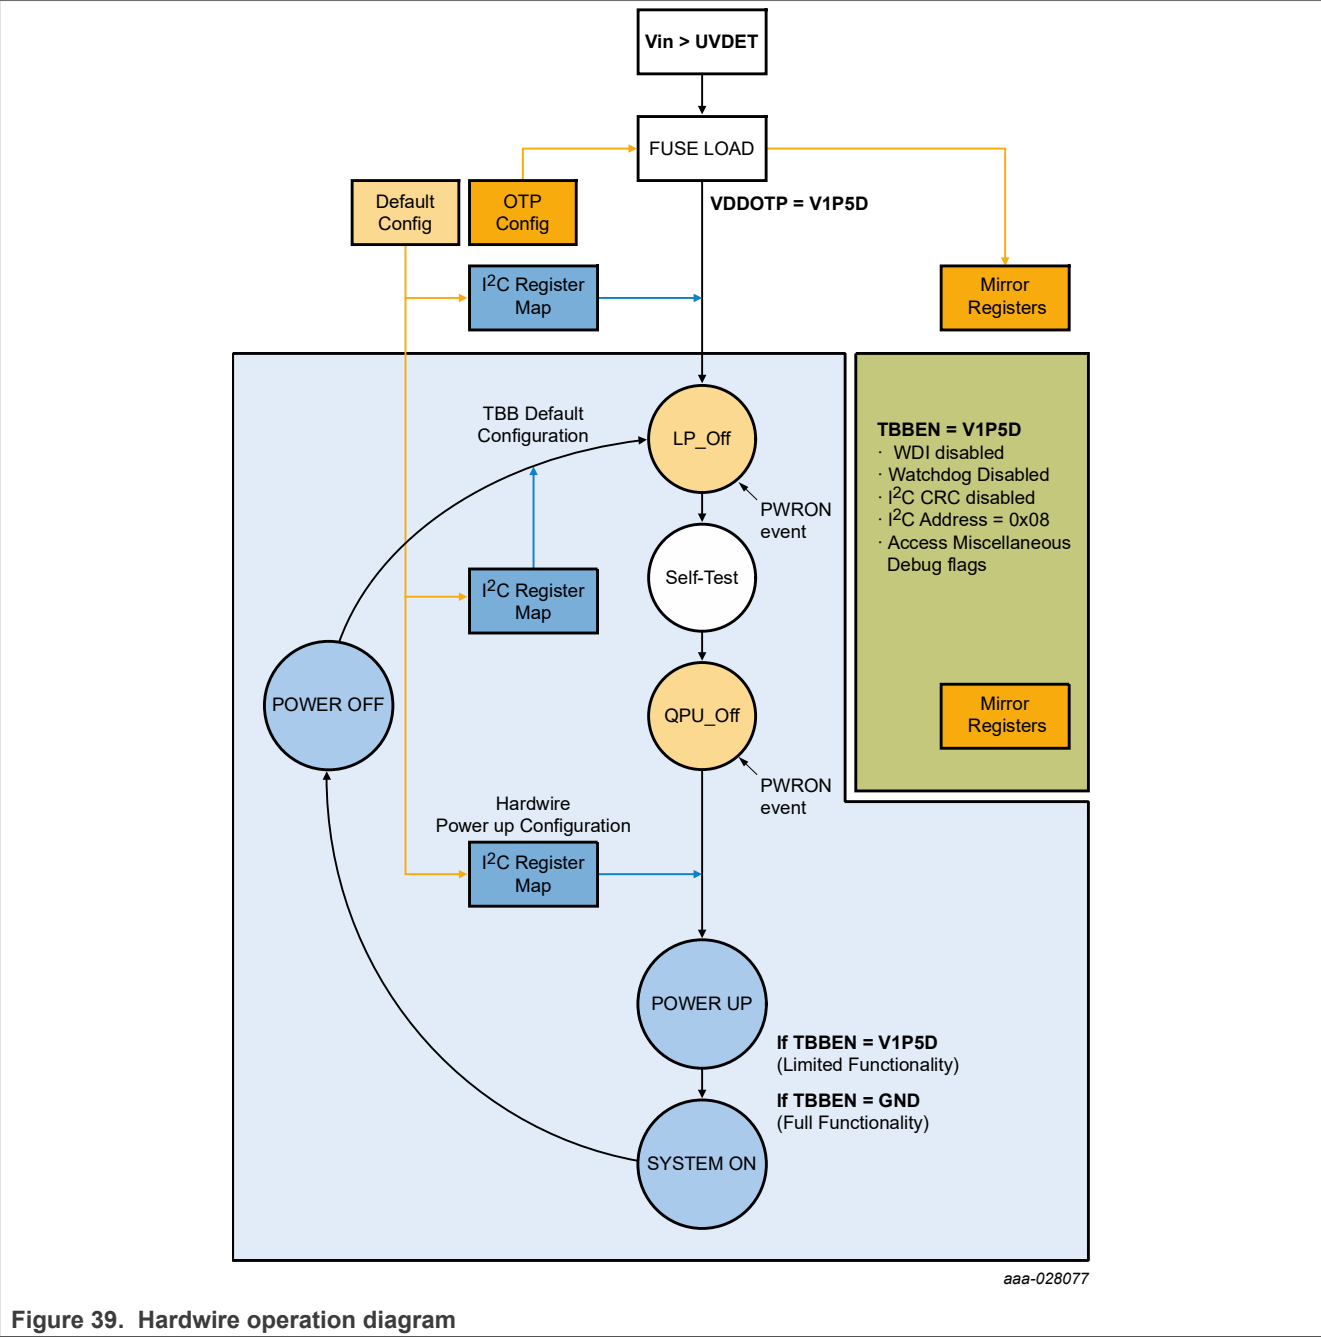 Vin > UVDET
FUSE LOAD
VDDOTP = V1P5D
Default
Config
OTP
Config
I2C Register
Map
Mirror
Registers
TBB Default
Configuration
LP_Off
PWRON
event
TBBEN = V1P5D
· WDI disabled
· Watchdog Disabled
· I2C CRC disabled
· I2C Address = 0x08
· Access Miscellaneous
Debug flags
Self-Test
I2C Register
Map
POWER OFF
QPU_Off
Mirror
Registers
PWRON
event
Hardwire
Power up Configuration
I2C Register
Map
POWER UP
If TBBEN = V1P5D
(Limited Functionality)
If TBBEN = GND
(Full Functionality)
SYSTEM ON
aaa-028077
Figure 39. Hardwire operation diagram